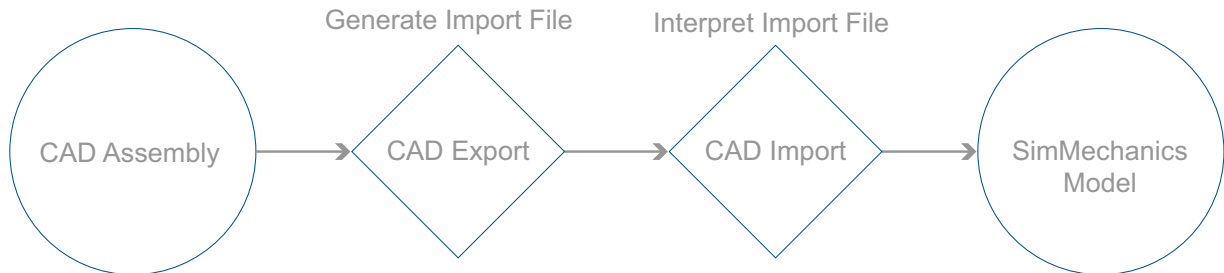 Generate Import File
Interpret Import File
CAD Assembly
CAD Export
CAD Import
SimMechanics
Model